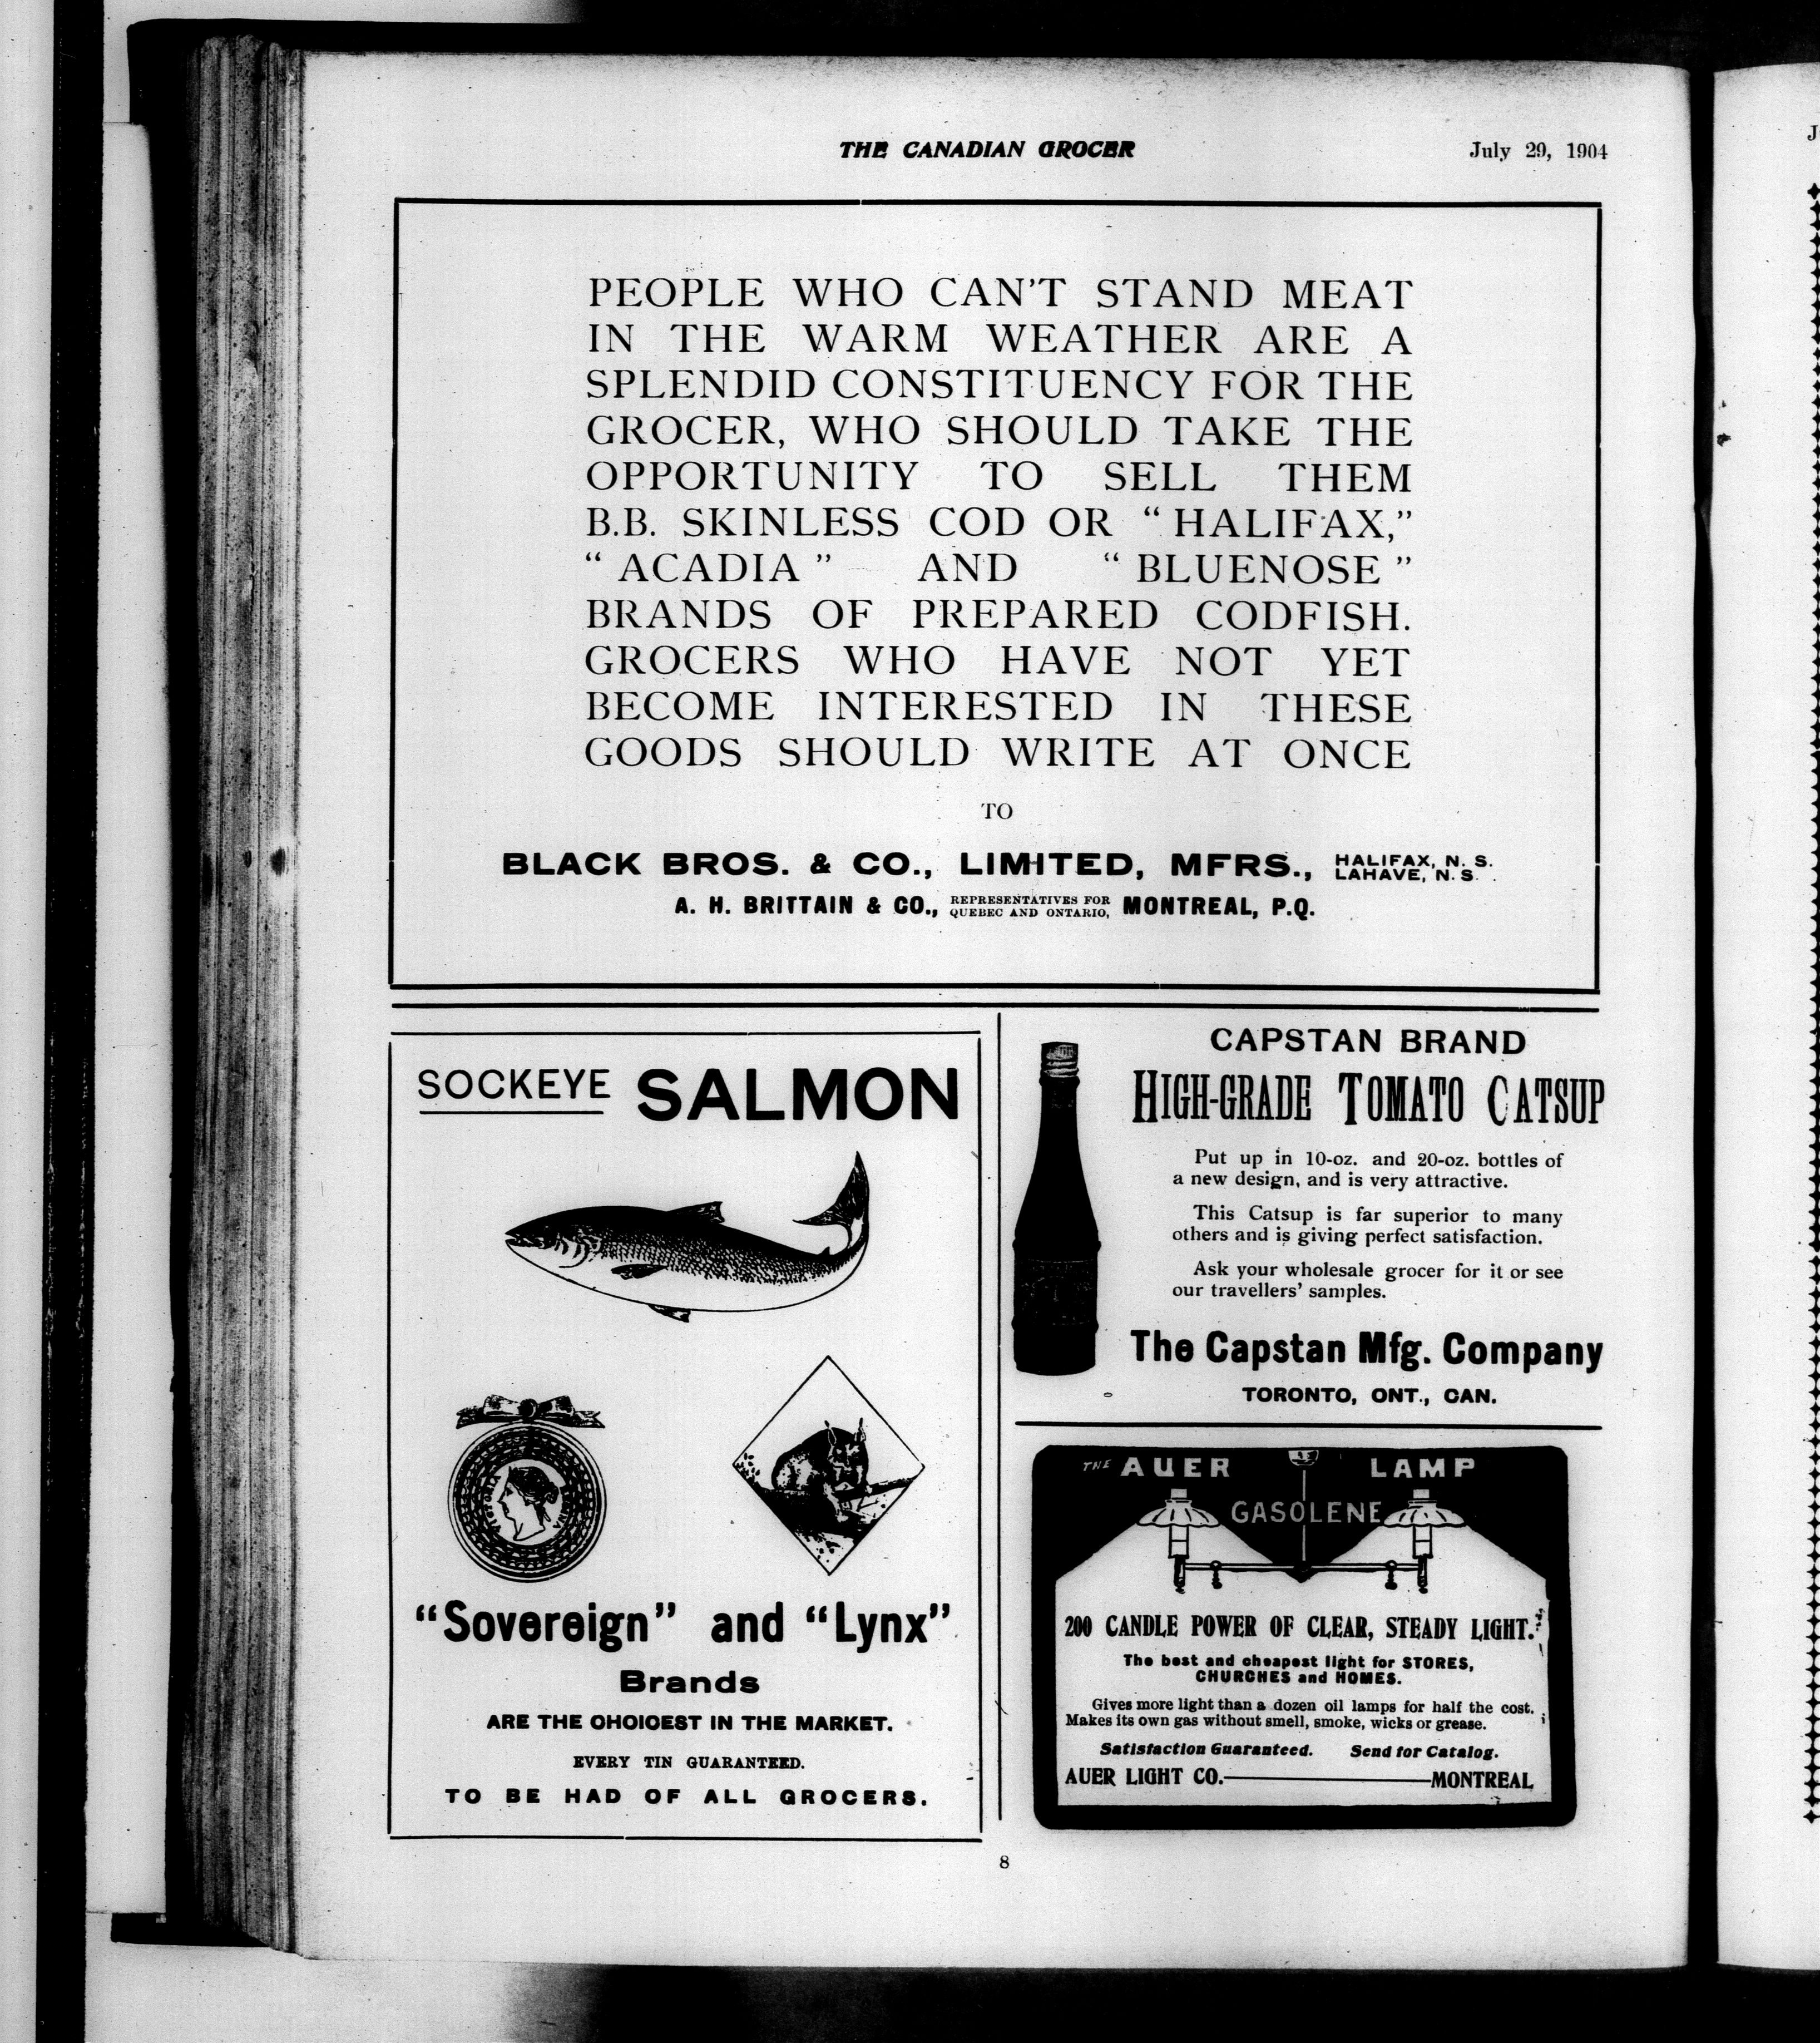 THE CANADIAN GROCER
July 29, 1904
PEOPLE WHO CAN'T STAND MEAT
IN THE WARM WEATHER ARE A
SPLENDID CONSTITUENCY FOR THE
GROCER, WHO SHOULD TAKE THE
OPPORTUNITY TO SELL THEM
B.B. SKINLESS COD OR "HALIFAX,"
"ACADIA" AND "BLUENOSE"
BRANDS OF PREPARED CODFISH.
GROCERS WHO HAVE NOT YET
BECOME INTERESTED IN THESE
GOODS SHOULD WRITE AT ONCE
TO
BLACK BROS. & CO., LIMITED, MFRS., HALIFAX, N. S.
LAHAVE, N. S.
A. H. BRITTAIN & CO., REPRESENTATIVES FOR
QUEBEC AND ONTARIO, MONTREAL, P.Q.
SOCKEYE SALMON
"Sovereign" and "Lynx"
Brands
ARE THE CHOICEST IN THE MARKET.
EVERY TIN GUARANTEED.
TO BE HAD OF ALL GROCERS.
CAPSTAN BRAND
HIGH-GRADE TOMATO CATSUP
Put up in 10-oz. and 20-oz. bottles of
a new design, and is very attractive.
This Catsup is far superior to many
others and is giving perfect satisfaction.
Ask your wholesale grocer for it or see
our travellers' samples.
The Capstan Mfg. Company
TORONTO, ONT., CAN.
THE AUER LAMP
GASOLENE
200 CANDLE POWER OF CLEAR, STEADY LIGHT.
The best and cheapest light for STORES,
CHURCHES and HOMES.
Gives more light than a dozen oil lamps for half the cost.
Makes its own gas without smell, smoke, wicks or grease.
Satisfaction Guaranteed. Send for Catalog.
AUER LIGHT CO. MONTREAL
8